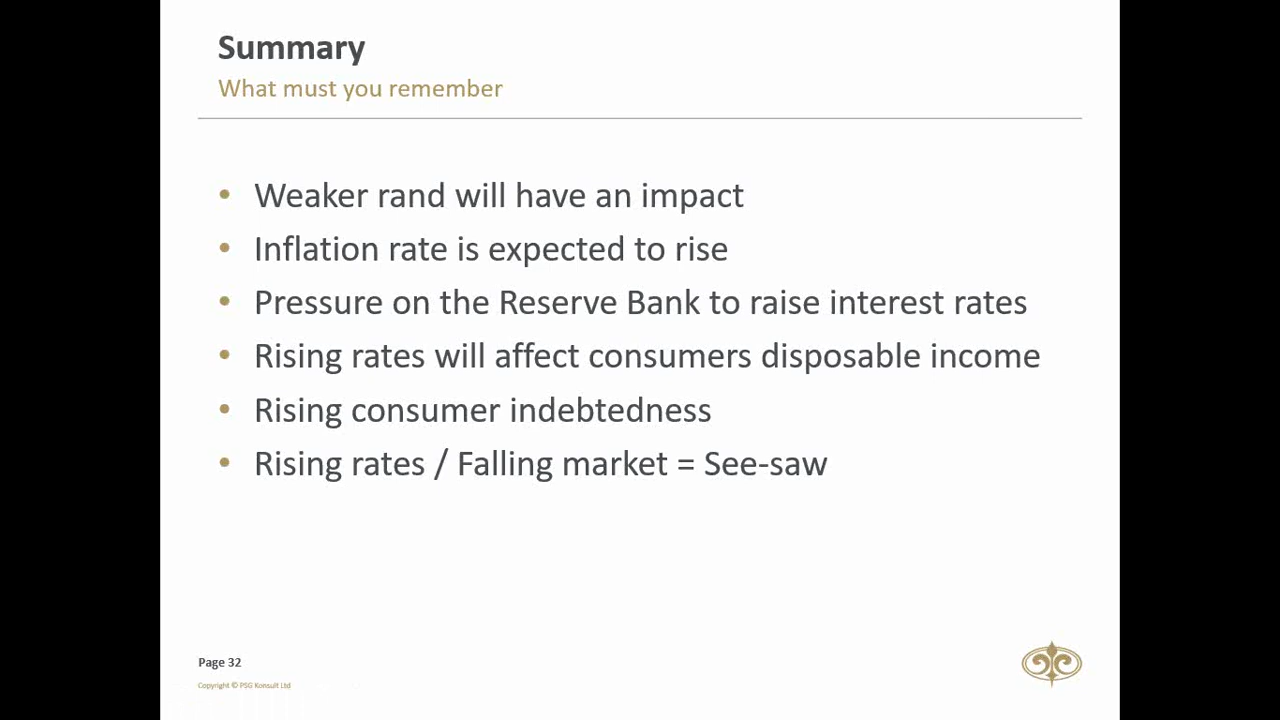 Summary
What must you remember
• Weaker rand will have an impact
• Inflation rate is expected to rise
• Pressure on the Reserve Bank to raise interest rates
• Rising rates will affect consumers disposable income
• Rising consumer indebtedness
• Rising rates / Falling market = See-saw
Page 32
Copyright © PSG Konsult Ltd